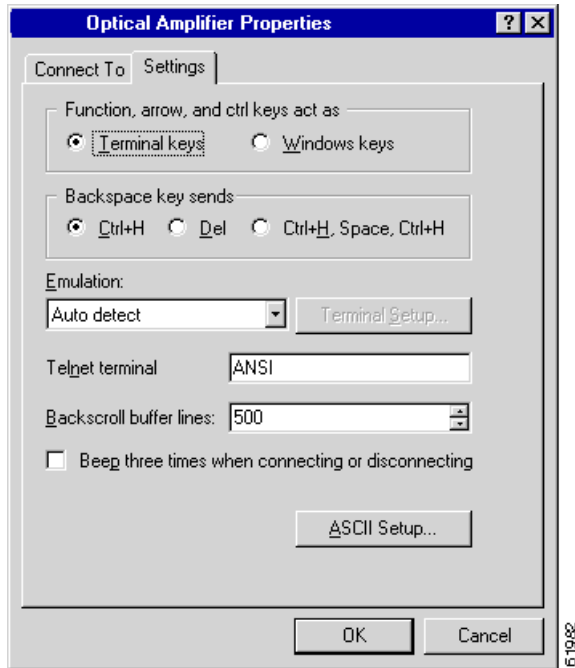 Optical Amplifier Properties
Connect To Settings
Function, arrow, and ctrl keys act as
Terminal keys Windows keys
Backspace key sends
Ctrl+H Del Ctrl+H, Space, Ctrl+H
Emulation:
Auto detect Terminal Setup...
Telnet terminal ANSI
Backscroll buffer lines: 500
Beep three times when connecting or disconnecting
ASCII Setup...
OK Cancel
51982